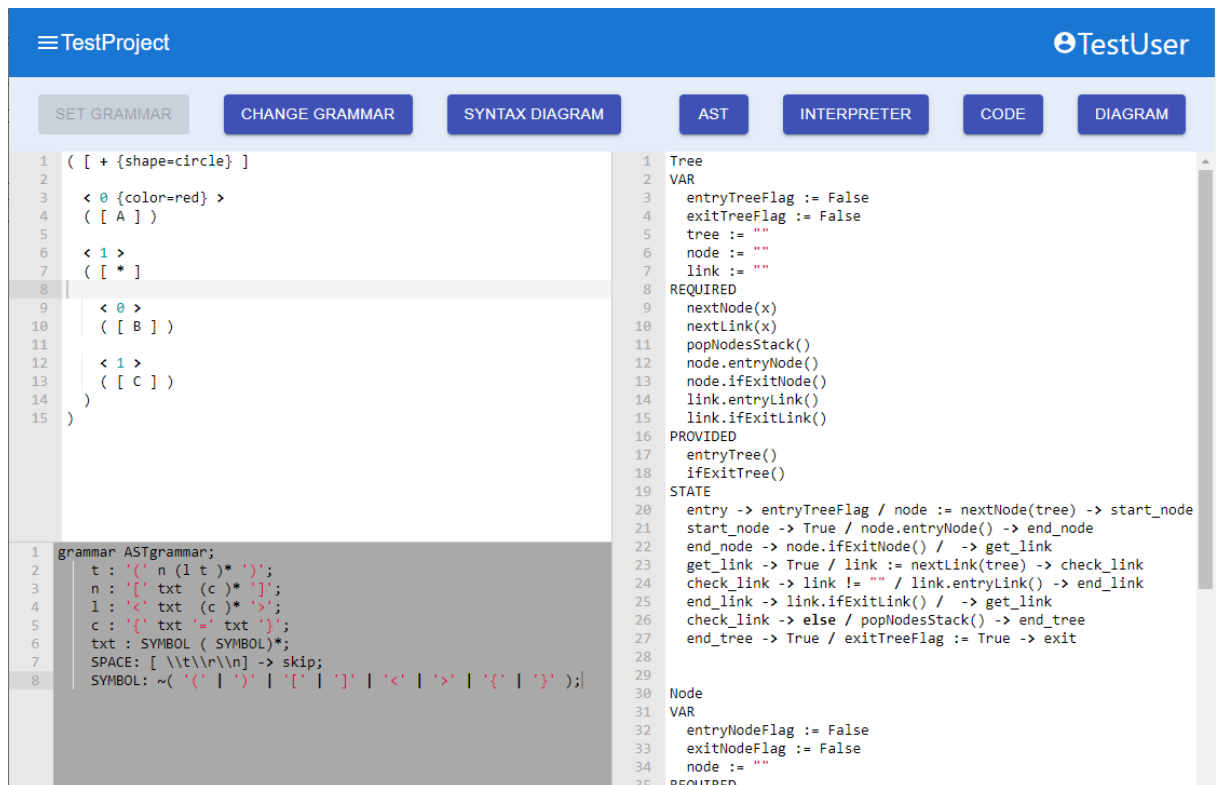 TestProject
TestUser
SET GRAMMAR
CHANGE GRAMMAR
SYNTAX DIAGRAM
AST
INTERPRETER
CODE
DIAGRAM
1 ( [ + {shape=circle} ]
2
3 < 0 {color=red} >
4 ( [ A ] )
5
6 < 1 >
7 ( [ * ]
8
9 < 0 >
10 ( [ B ] )
11
12 < 1 >
13 ( [ C ] )
14 )
15 )
1 grammar ASTgrammar;
2 t : '(' n (l t )* ')';
3 n : '[' txt (c )* ']';
4 l : '<' txt (c )* '>';
5 c : '{' txt '=' txt '}';
6 txt : SYMBOL ( SYMBOL)*;
7 SPACE: [ \\t\\r\\n] -> skip;
8 SYMBOL: ~( '(' | ')' | '[' | ']' | '<' | '>' | '{' | '}' );
1 Tree
2 VAR
3 entryTreeFlag := False
4 exitTreeFlag := False
5 tree := ""
6 node := ""
7 link := ""
8 REQUIRED
9 nextNode(x)
10 nextLink(x)
11 popNodesStack()
12 node.entryNode()
13 node.ifExitNode()
14 link.entryLink()
15 link.ifExitLink()
16 PROVIDED
17 entryTree()
18 ifExitTree()
19 STATE
20 entry -> entryTreeFlag / node := nextNode(tree) -> start_node
21 start_node -> True / node.entryNode() -> end_node
22 end_node -> node.ifExitNode() /  -> get_link
23 get_link -> True / link := nextLink(tree) -> check_link
24 check_link -> link != "" / link.entryLink() -> end_link
25 end_link -> link.ifExitLink() /  -> get_link
26 check_link -> else / popNodesStack() -> end_tree
27 end_tree -> True / exitTreeFlag := True -> exit
28
29
30 Node
31 VAR
32 entryNodeFlag := False
33 exitNodeFlag := False
34 node := ""
35 REQUIRED